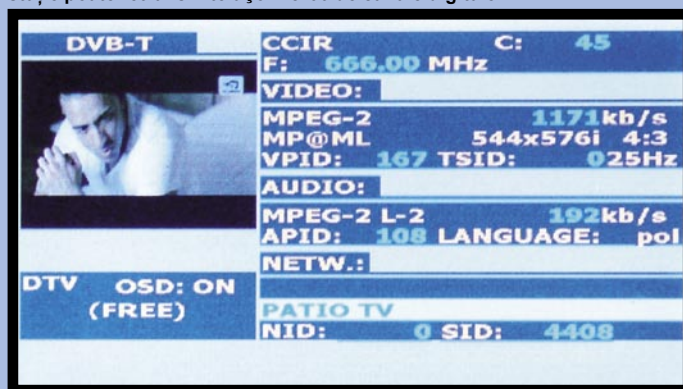 DVB-T
CCIR C: 45
F: 666.00 MHz
VIDEO:
MPEG-2 1171kb/s
MP@ML 544x576i 4:3
VPID: 167 TSID: 025Hz
AUDIO:
MPEG-2 L-2 192kb/s
APID: 108 LANGUAGE: pol
NETW.:
DTV OSD: ON
(FREE)
PATIO TV
NID: 0 SID: 4408